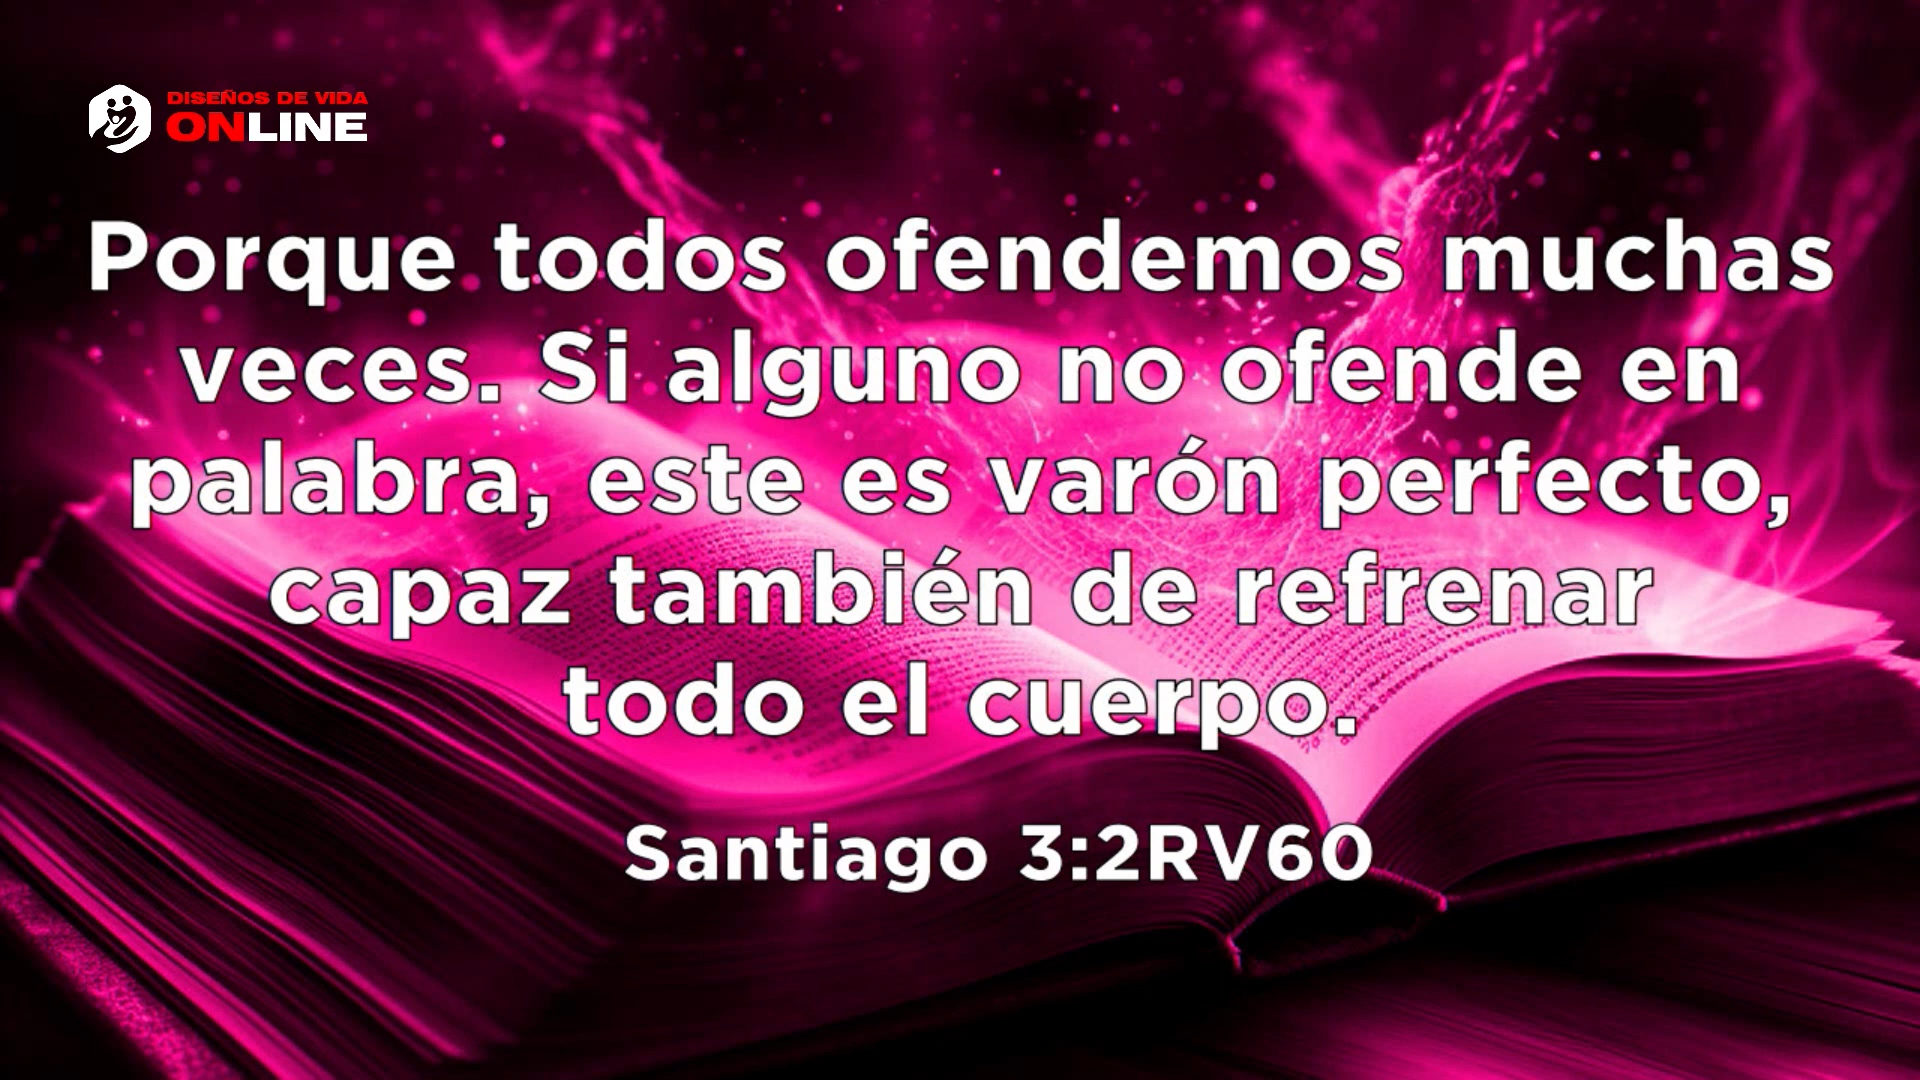 DISEÑOS DE VIDA
ONLINE
Porque todos ofendemos muchas
veces. Si alguno no ofende en
palabra, este es varón perfecto,
capaz también de refrenar
todo el cuerpo.
Santiago 3:2RV60